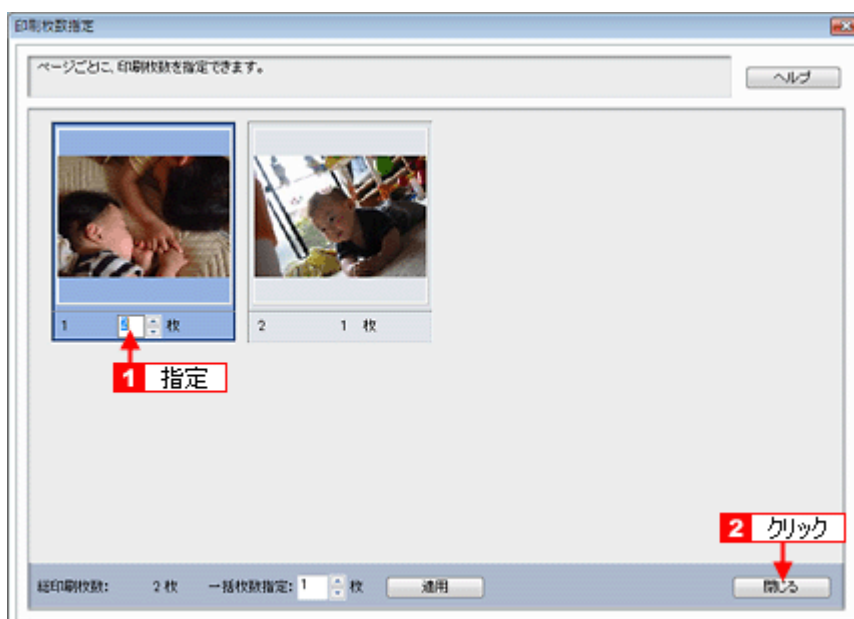 印刷枚数指定
ページごとに、印刷枚数を指定できます。
ヘルプ
1 枚
2 1 枚
1 指定
2 クリック
総印刷枚数: 2 枚 一括枚数指定: 1 枚 適用 閉じる